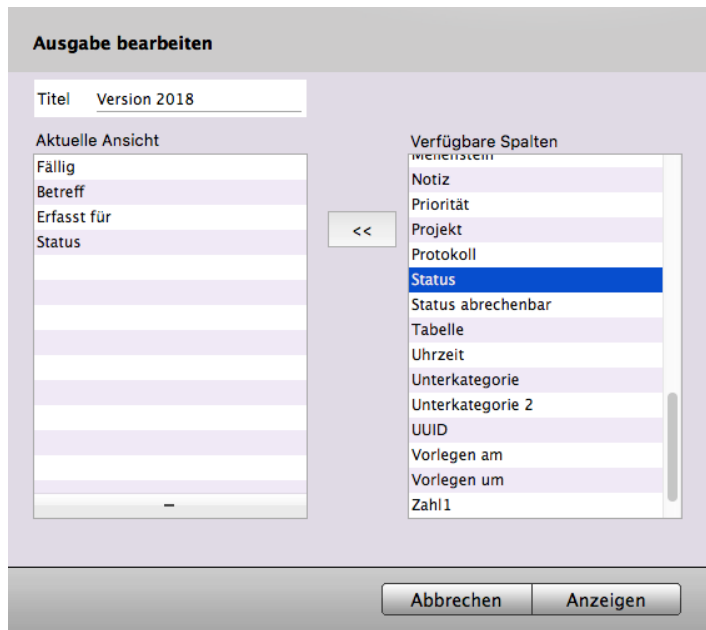 Ausgabe bearbeiten
Titel Version 2018
Aktuelle Ansicht
Fällig
Betreff
Erfasst für
Status
–
<<
Verfügbare Spalten
Meilenstein
Notiz
Priorität
Projekt
Protokoll
Status
Status abrechenbar
Tabelle
Uhrzeit
Unterkategorie
Unterkategorie 2
UUID
Vorlegen am
Vorlegen um
Zahl1
Abbrechen Anzeigen